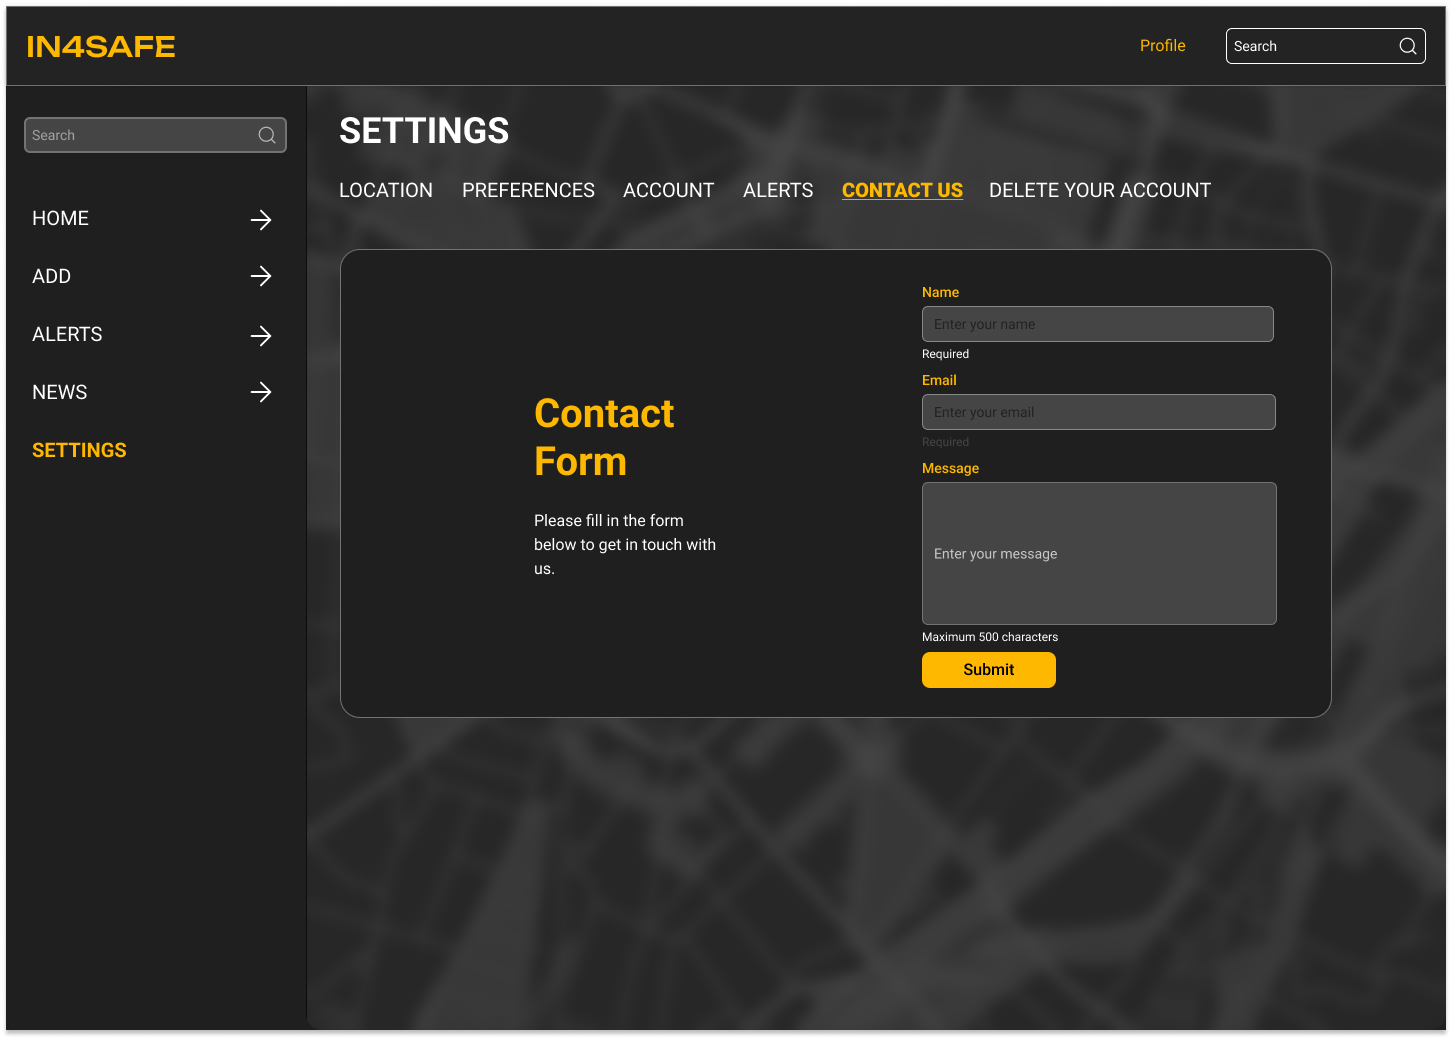 IN4SAFE
Profile
Search
Search
HOME
ADD
ALERTS
NEWS
SETTINGS
SETTINGS
LOCATION PREFERENCES ACCOUNT ALERTS CONTACT US DELETE YOUR ACCOUNT
Contact
Form
Please fill in the form
below to get in touch with
us.
Name
Enter your name
Required
Email
Enter your email
Required
Message
Enter your message
Maximum 500 characters
Submit